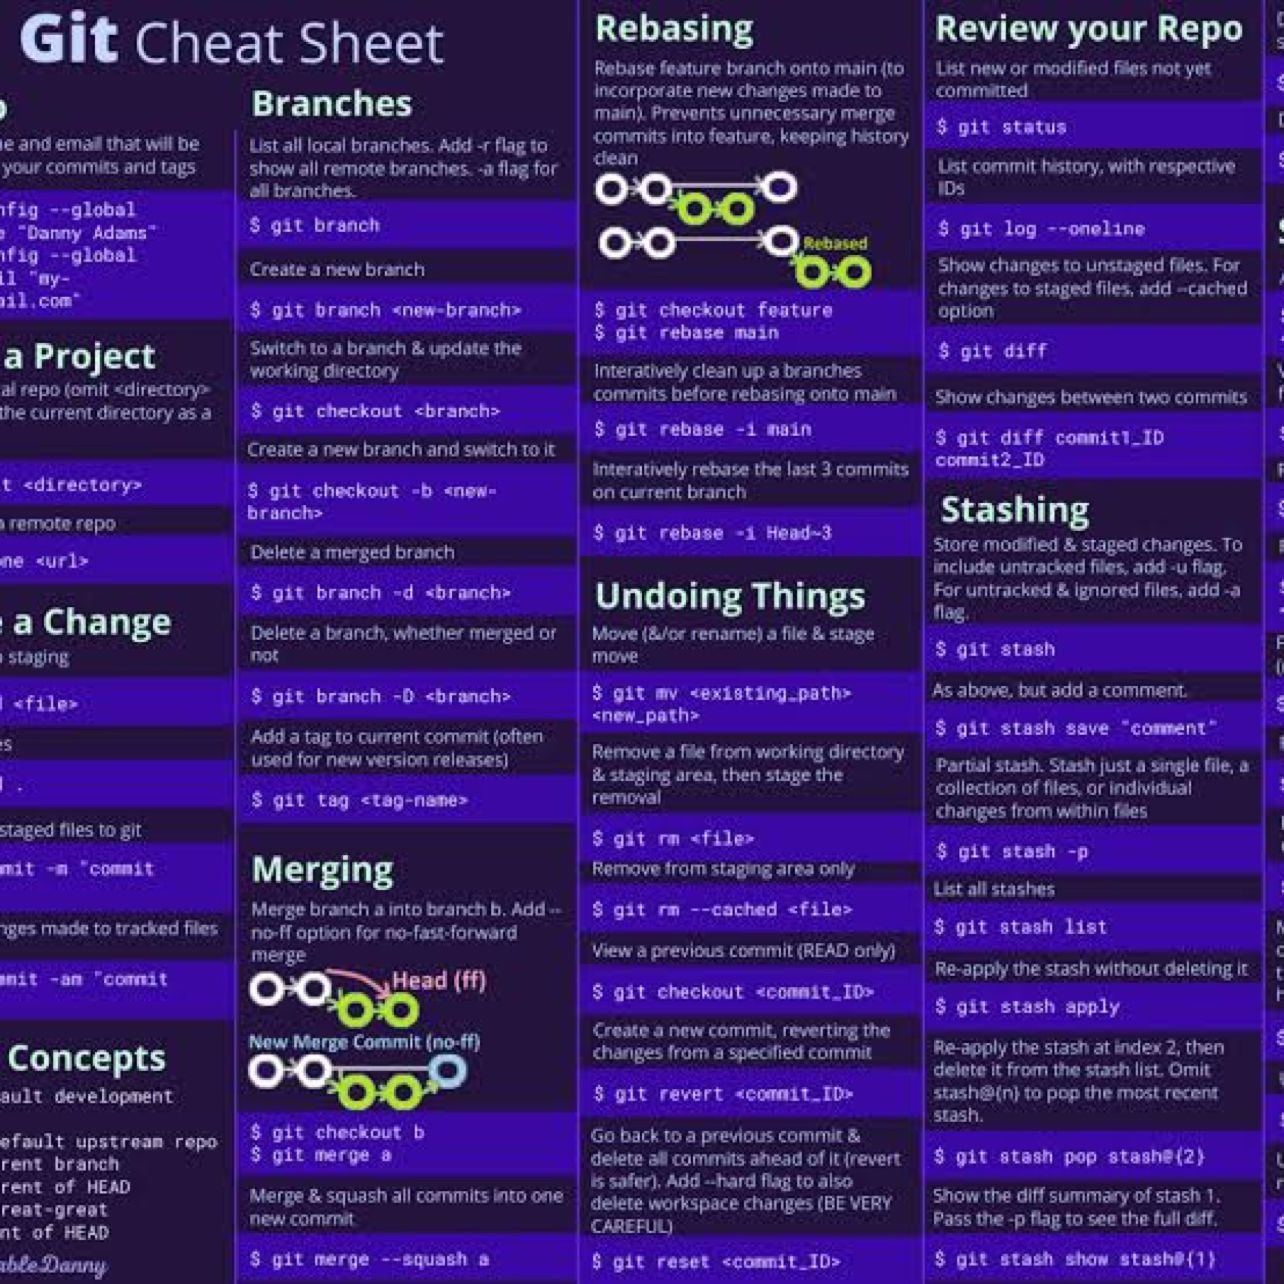 Git Cheat Sheet
e and email that will be
your commits and tags
nfig --global
e "Danny Adams"
nfig --global
il "my-
ail.com"
a Project
al repo (omit <directory>
the current directory as a
t <directory>
a remote repo
one <url>
e a Change
o staging
<file>
es
.
staged files to git
mmit -m "commit
nges made to tracked files
mmit -am "commit
Concepts
ault development
efault upstream repo
rent branch
rent of HEAD
reat-great
nt of HEAD
ableDanny
Branches
List all local branches. Add -r flag to
show all remote branches. -a flag for
all branches.
$ git branch
Create a new branch
$ git branch <new-branch>
Switch to a branch & update the
working directory
$ git checkout <branch>
Create a new branch and switch to it
$ git checkout -b <new-
branch>
Delete a merged branch
$ git branch -d <branch>
Delete a branch, whether merged or
not
$ git branch -D <branch>
Add a tag to current commit (often
used for new version releases)
$ git tag <tag-name>
Merging
Merge branch a into branch b. Add --
no-ff option for no-fast-forward
merge
Head (ff)
New Merge Commit (no-ff)
$ git checkout b
$ git merge a
Merge & squash all commits into one
new commit
$ git merge --squash a
Rebasing
Rebase feature branch onto main (to
incorporate new changes made to
main). Prevents unnecessary merge
commits into feature, keeping history
clean
Rebased
$ git checkout feature
$ git rebase main
Interatively clean up a branches
commits before rebasing onto main
$ git rebase -i main
Interatively rebase the last 3 commits
on current branch
$ git rebase -i Head~3
Undoing Things
Move (&/or rename) a file & stage
move
$ git mv <existing_path>
<new_path>
Remove a file from working directory
& staging area, then stage the
removal
$ git rm <file>
Remove from staging area only
$ git rm --cached <file>
View a previous commit (READ only)
$ git checkout <commit_ID>
Create a new commit, reverting the
changes from a specified commit
$ git revert <commit_ID>
Go back to a previous commit &
delete all commits ahead of it (revert
is safer). Add --hard flag to also
delete workspace changes (BE VERY
CAREFUL)
$ git reset <commit_ID>
Review your Repo
List new or modified files not yet
committed
$ git status
List commit history, with respective
IDs
$ git log --oneline
Show changes to unstaged files. For
changes to staged files, add --cached
option
$ git diff
Show changes between two commits
$ git diff commit1_ID
commit2_ID
Stashing
Store modified & staged changes. To
include untracked files, add -u flag.
For untracked & ignored files, add -a
flag.
$ git stash
As above, but add a comment.
$ git stash save "comment"
Partial stash. Stash just a single file, a
collection of files, or individual
changes from within files
$ git stash -p
List all stashes
$ git stash list
Re-apply the stash without deleting it
$ git stash apply
Re-apply the stash at index 2, then
delete it from the stash list. Omit
stash@{n} to pop the most recent
stash.
$ git stash pop stash@{2}
Show the diff summary of stash 1.
Pass the -p flag to see the full diff.
$ git stash show stash@{1}